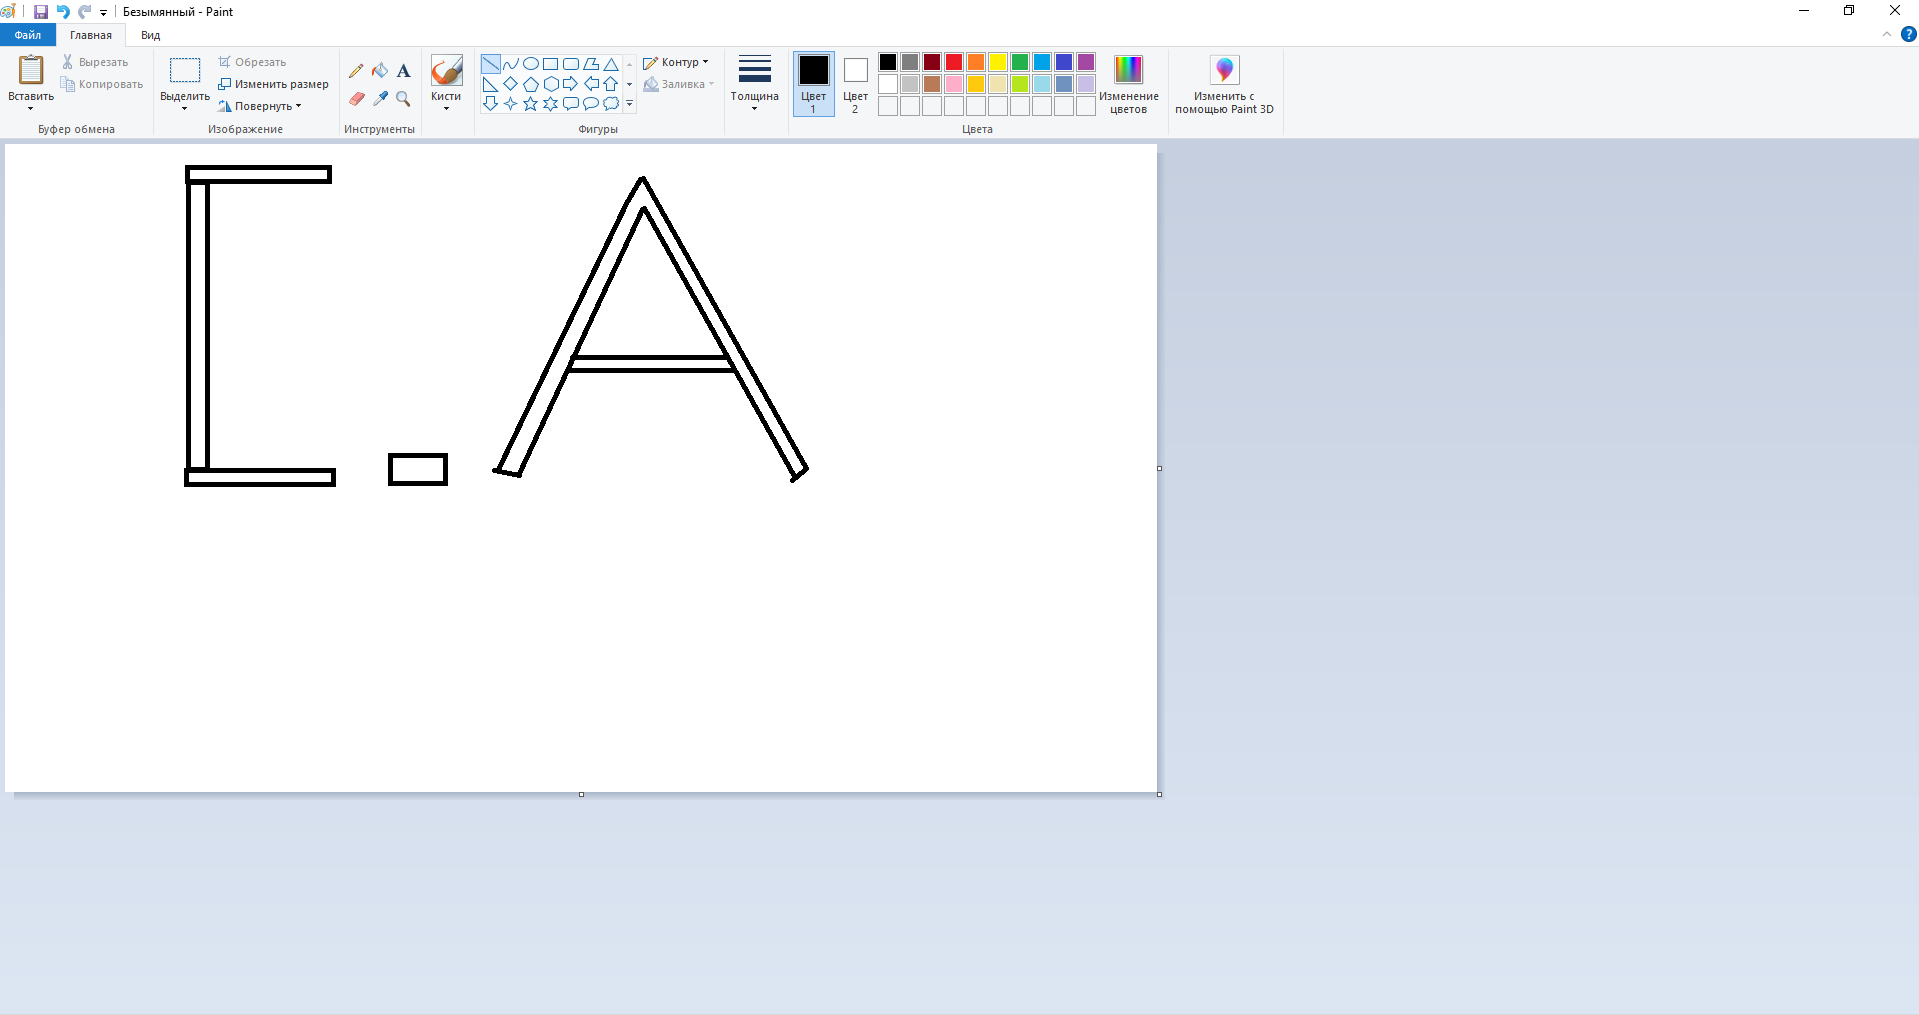 Безымянный - Paint
Файл Главная Вид
Вставить Вырезать Копировать Буфер обмена
Выделить Обрезать Изменить размер Повернуть Изображение
A Инструменты
Кисти
Контур Заливка Фигуры
Толщина
Цвет 1 Цвет 2 Изменение цветов Цвета
Изменить с помощью Paint 3D
С.А